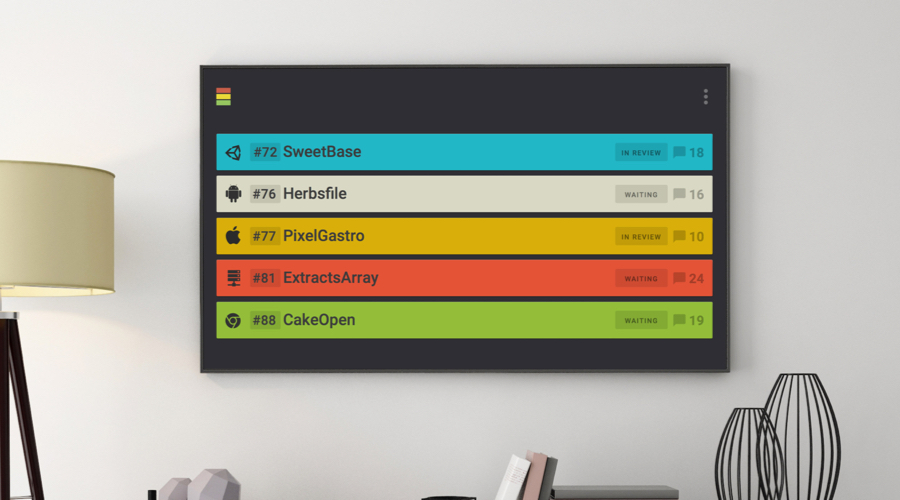 #72 SweetBase IN REVIEW 18
#76 Herbsfile WAITING 16
#77 PixelGastro IN REVIEW 10
#81 ExtractsArray WAITING 24
#88 CakeOpen WAITING 19